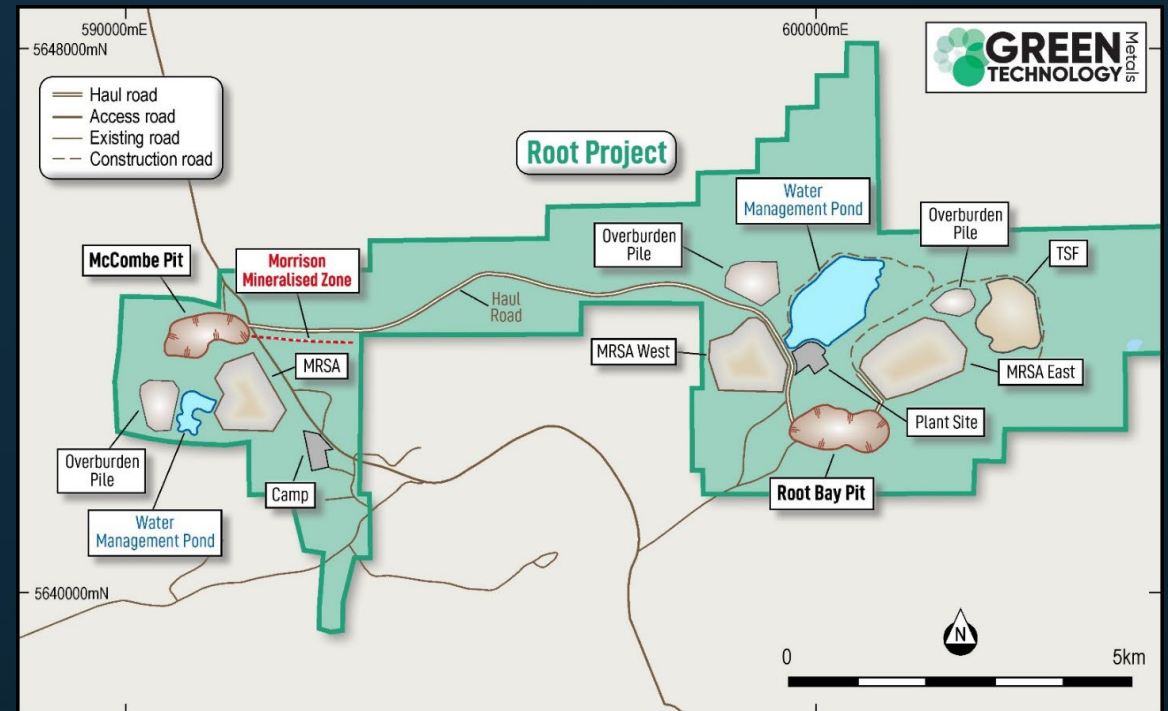 590000mE
600000mE
5648000mN
GREEN
TECHNOLOGY
Metals
Haul road
Access road
Existing road
Construction road
Root Project
Water
Management Pond
Overburden
Pile
Overburden
Pile
TSF
McCombe Pit
Morrison
Mineralised Zone
Haul
Road
MRSA West
MRSA
MRSA East
Plant Site
Overburden
Pile
Camp
Root Bay Pit
Water
Management Pond
5640000mN
N
0
5km